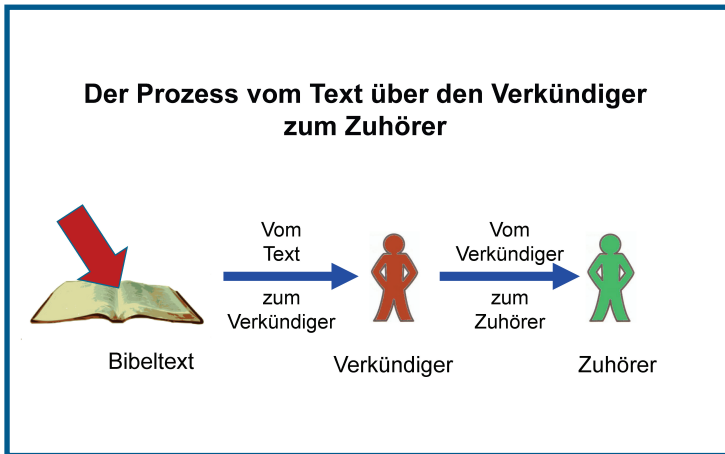 Der Prozess vom Text über den Verkündiger
zum Zuhörer
Vom
Text
zum
Verkündiger
Vom
Verkündiger
zum
Zuhörer
Bibeltext
Verkündiger
Zuhörer